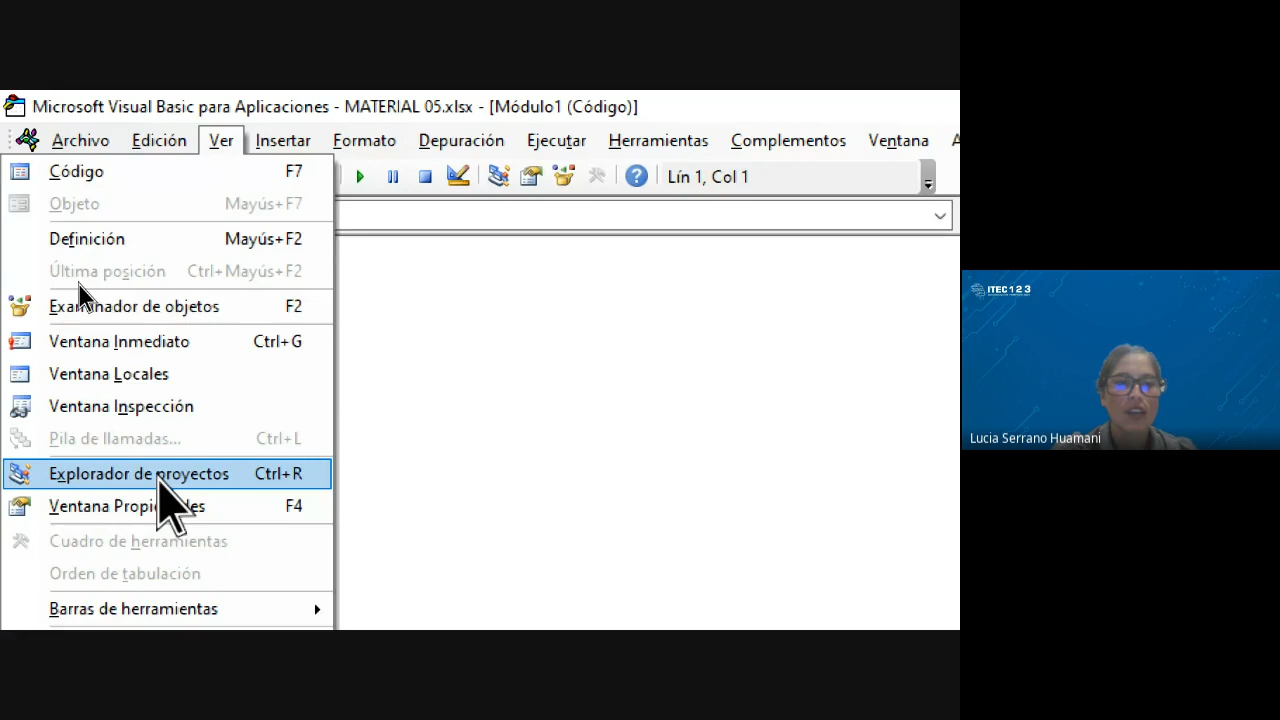 Microsoft Visual Basic para Aplicaciones - MATERIAL 05.xlsx - [Módulo1 (Código)]
Archivo Edición Ver Insertar Formato Depuración Ejecutar Herramientas Complementos Ventana A
Lín 1, Col 1
Código F7
Objeto Mayús+F7
Definición Mayús+F2
Última posición Ctrl+Mayús+F2
Examinador de objetos F2
Ventana Inmediato Ctrl+G
Ventana Locales
Ventana Inspección
Pila de llamadas... Ctrl+L
Explorador de proyectos Ctrl+R
Ventana Propiedades F4
Cuadro de herramientas
Orden de tabulación
Barras de herramientas
ITEC 1 2 3
Lucia Serrano Huamani